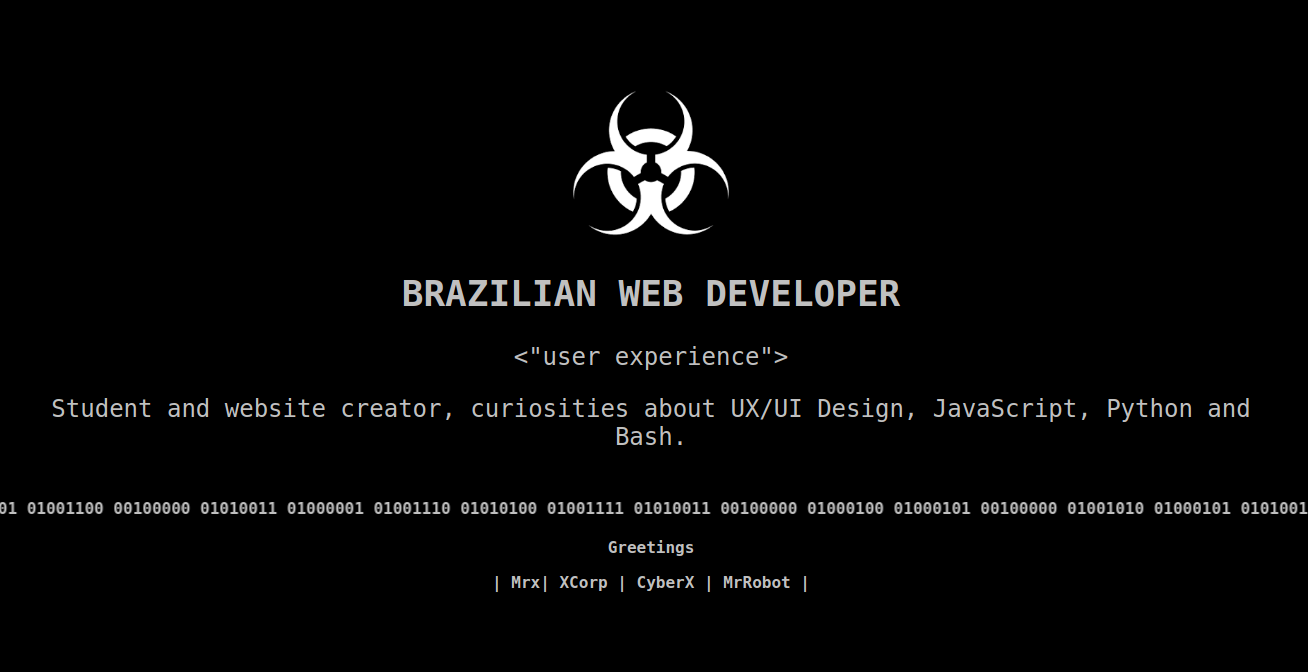 BRAZILIAN WEB DEVELOPER
<"user experience">
Student and website creator, curiosities about UX/UI Design, JavaScript, Python and
Bash.
01 01001100 00100000 01010011 01000001 01001110 01010100 01001111 01010011 00100000 01000100 01000101 00100000 01001010 01000101 0101001
Greetings
| Mrx| XCorp | CyberX | MrRobot |